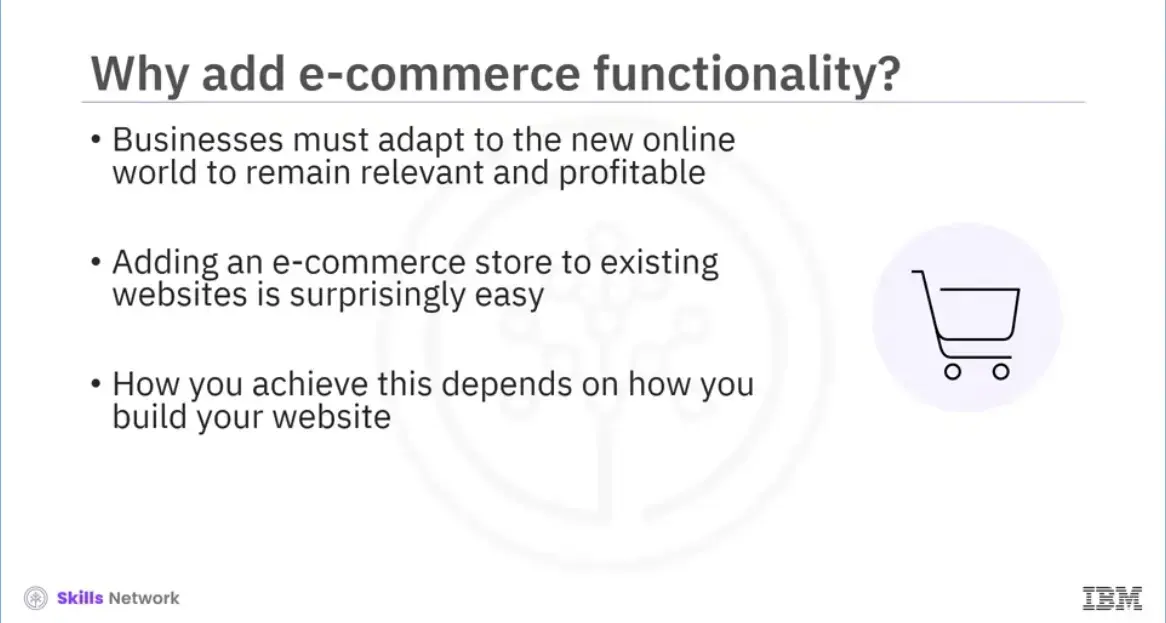 Why add e-commerce functionality?
• Businesses must adapt to the new online
world to remain relevant and profitable
• Adding an e-commerce store to existing
websites is surprisingly easy
• How you achieve this depends on how you
build your website
Skills Network
IBM